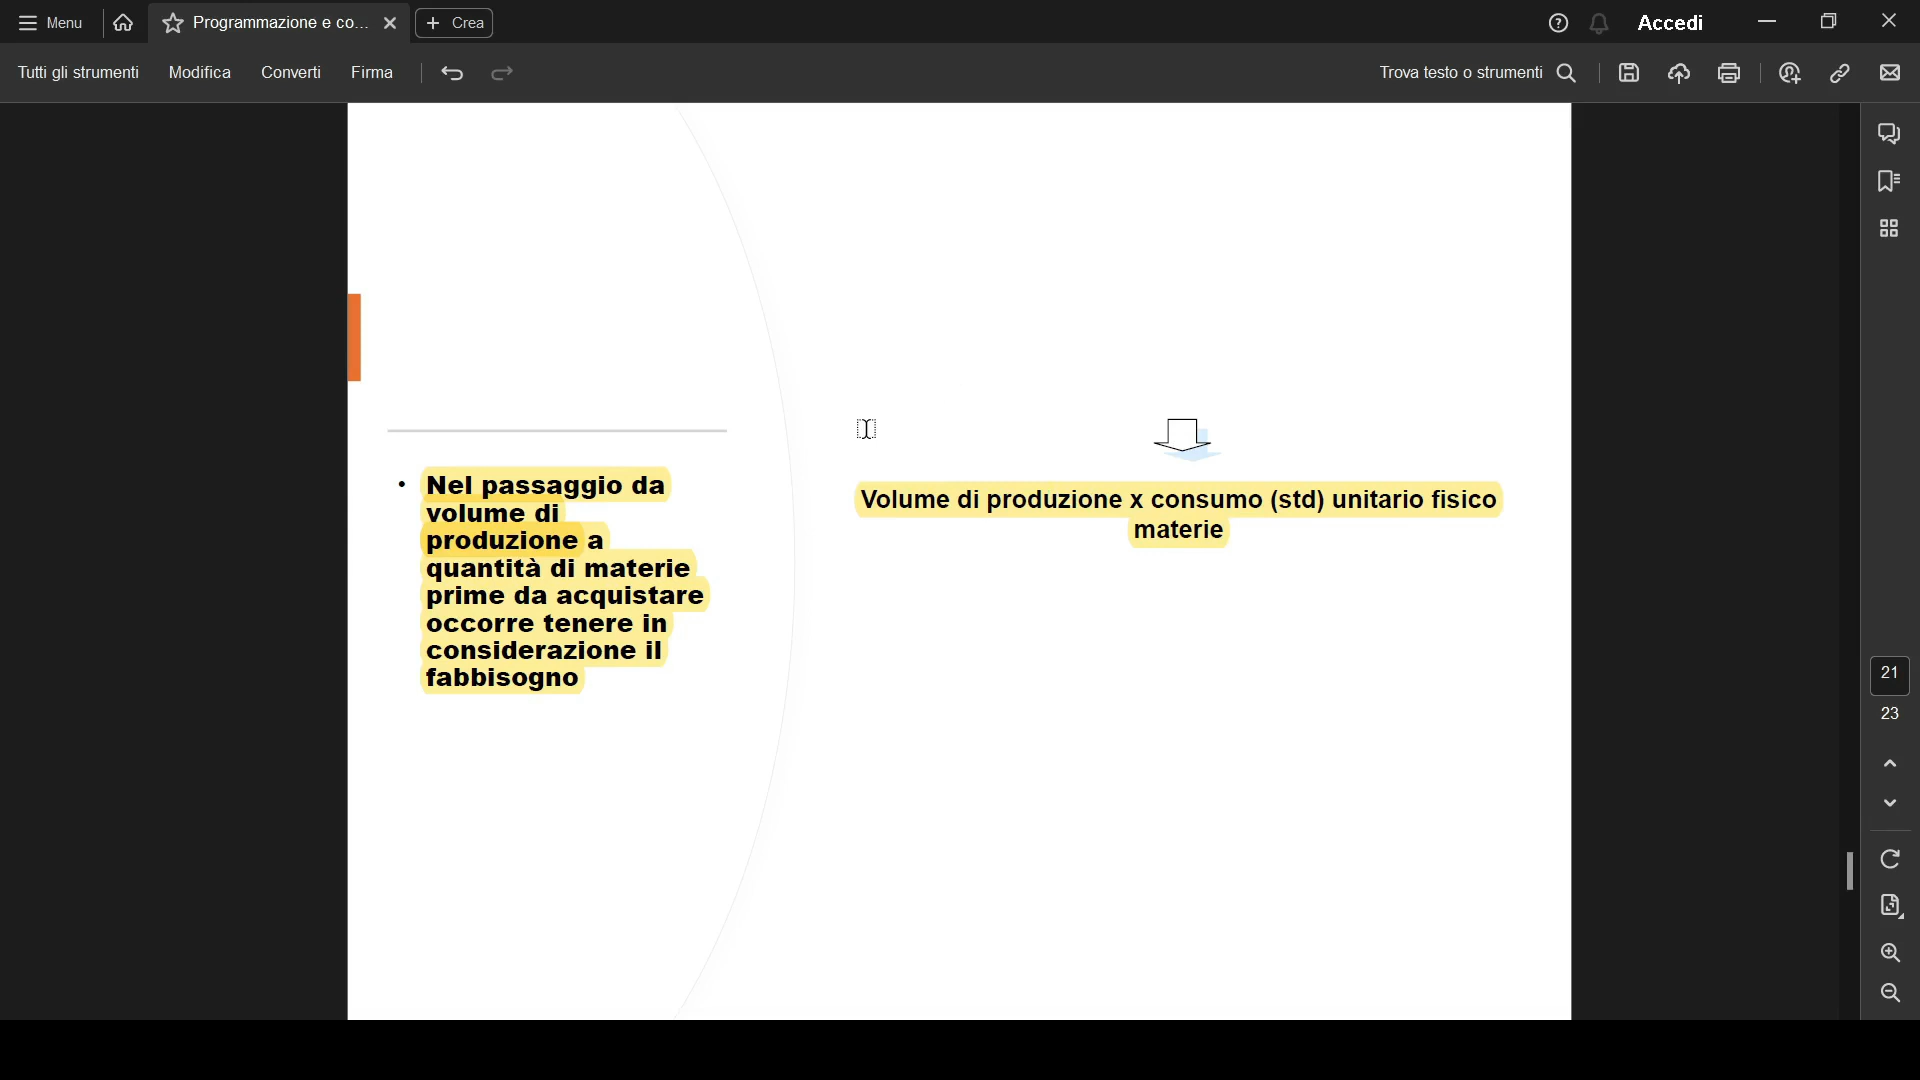 Menu
Programmazione e co...
Crea
Accedi
Tutti gli strumenti
Modifica
Converti
Firma
Trova testo o strumenti
• Nel passaggio da
volume di
produzione a
quantità di materie
prime da acquistare
occorre tenere in
considerazione il
fabbisogno
Volume di produzione x consumo (std) unitario fisico
materie
21
23